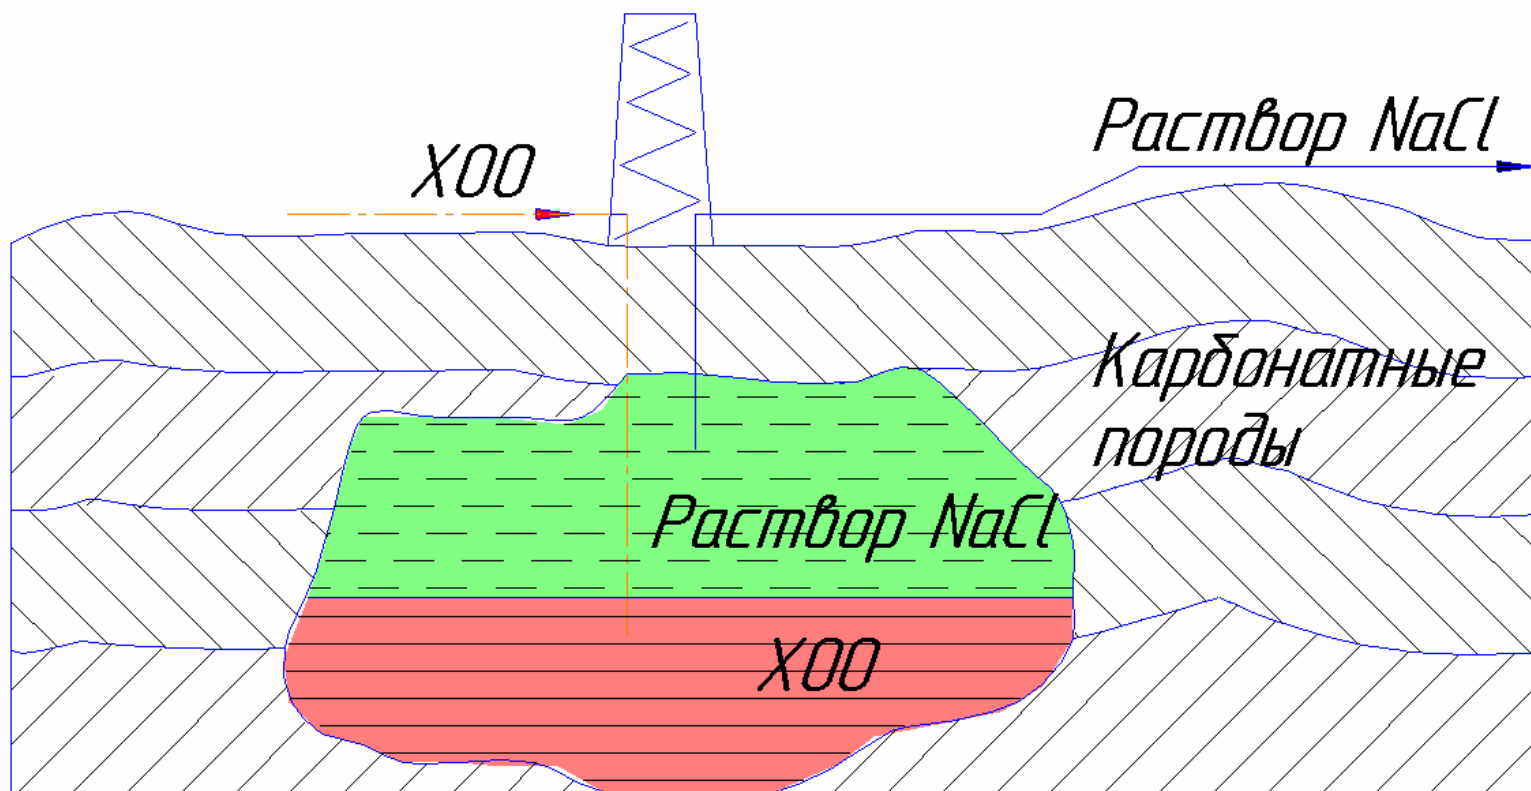 ХОО
Раствор NaCl
Карбонатные
породы
Раствор NaCl
ХОО